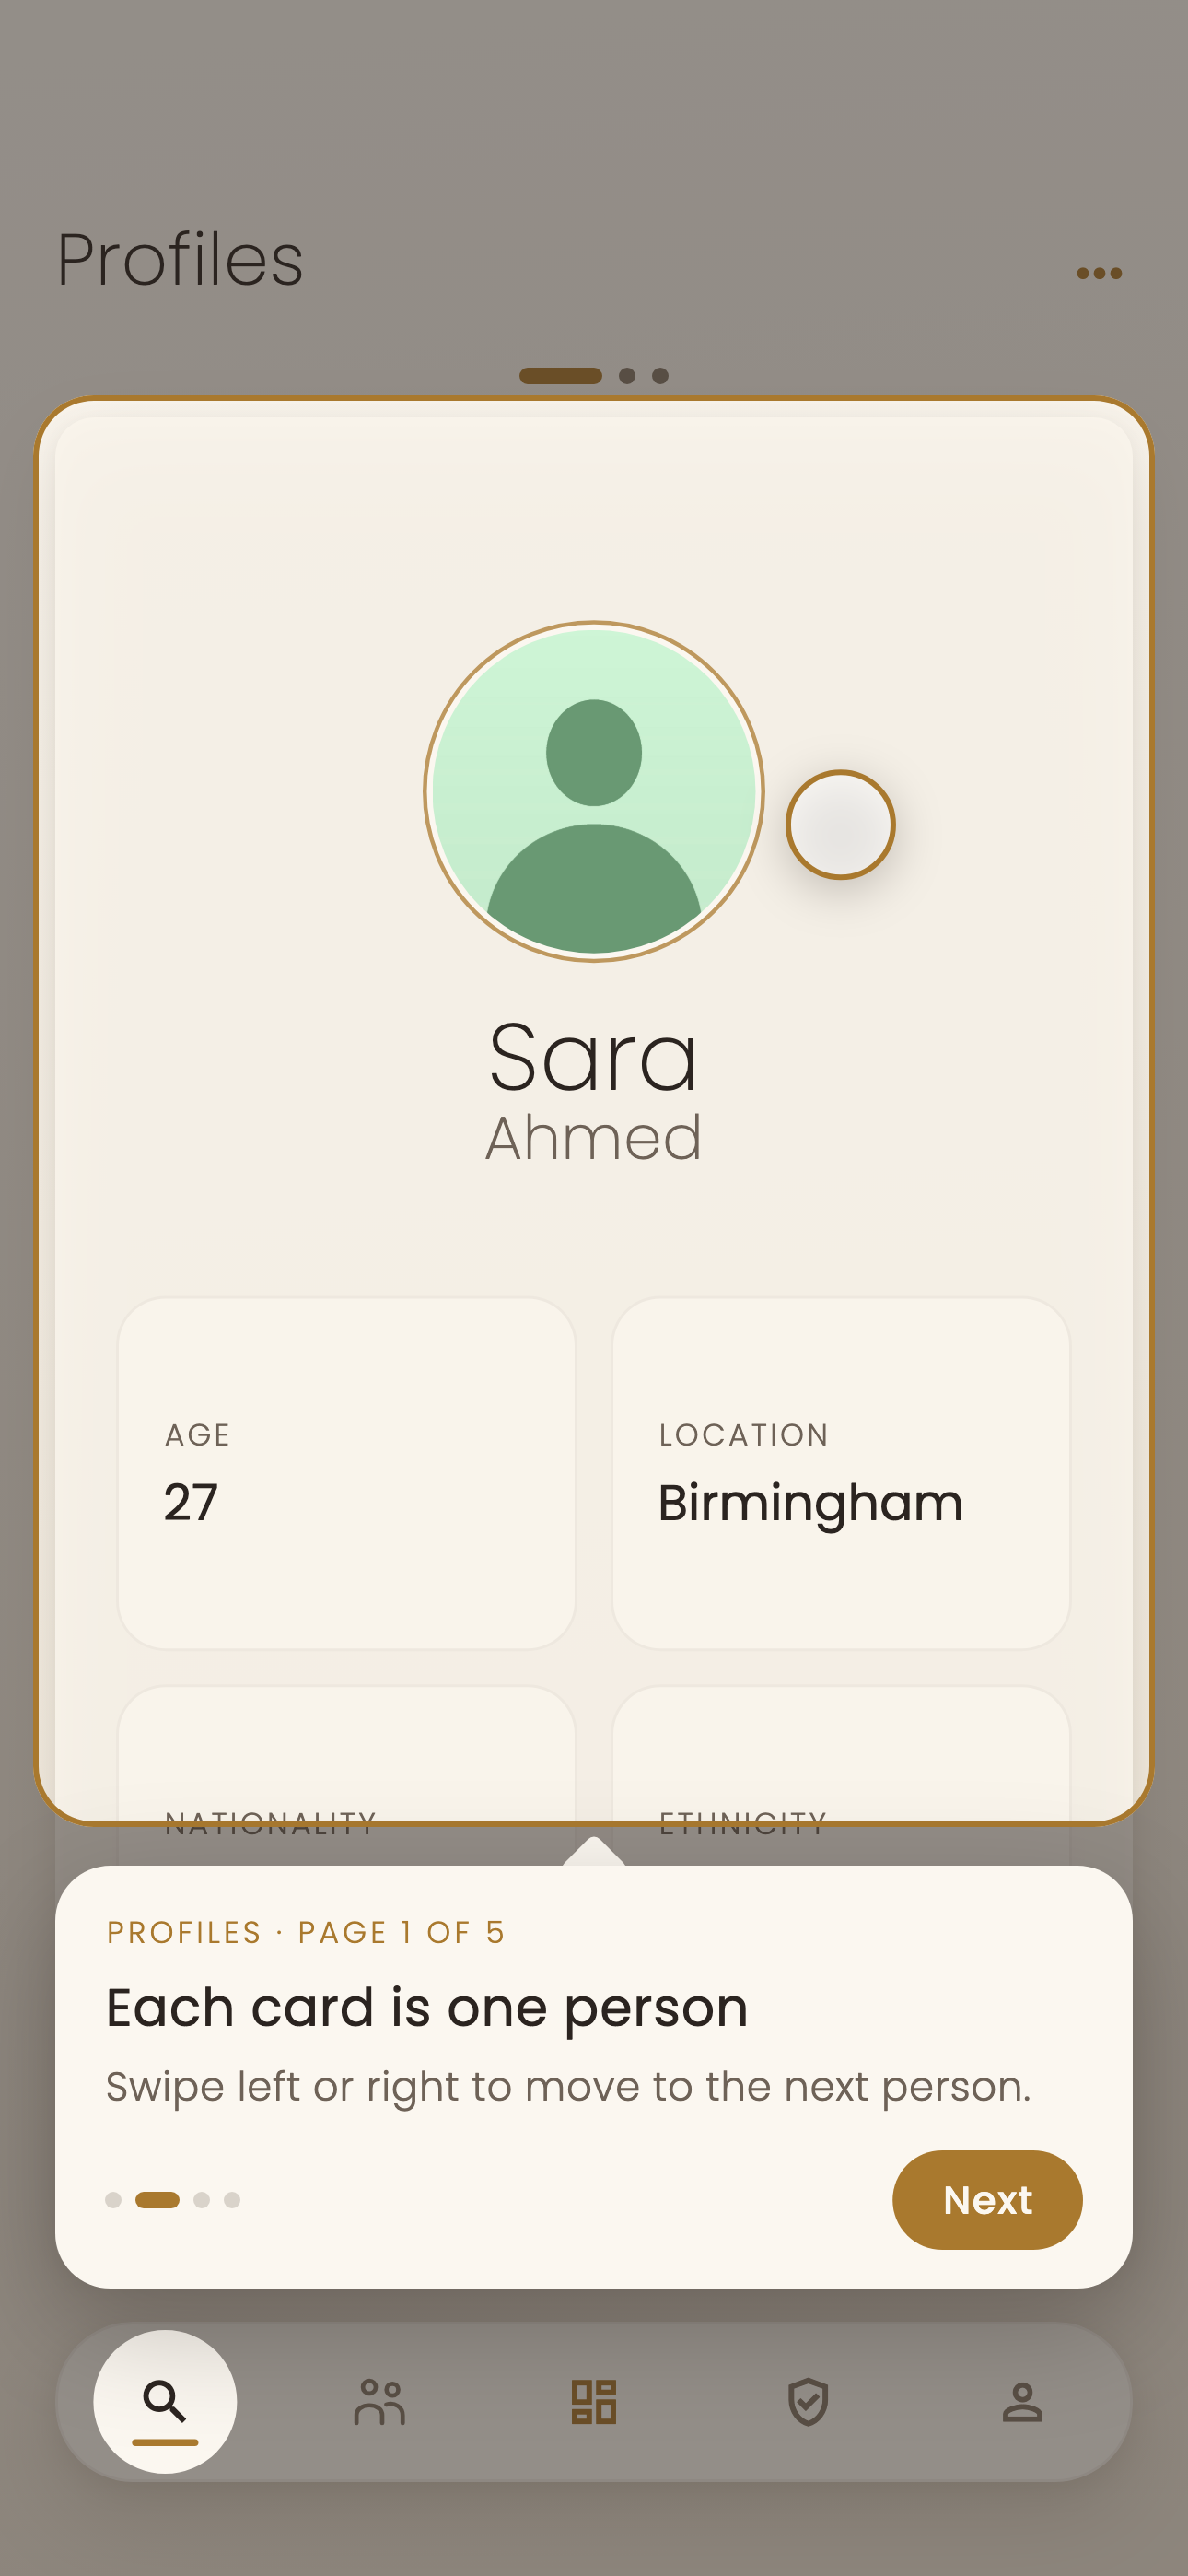 Profiles
Sara
Ahmed
AGE
27
LOCATION
Birmingham
NATIONALITY
ETHNICITY
PROFILES · PAGE 1 OF 5
Each card is one person
Swipe left or right to move to the next person.
Next